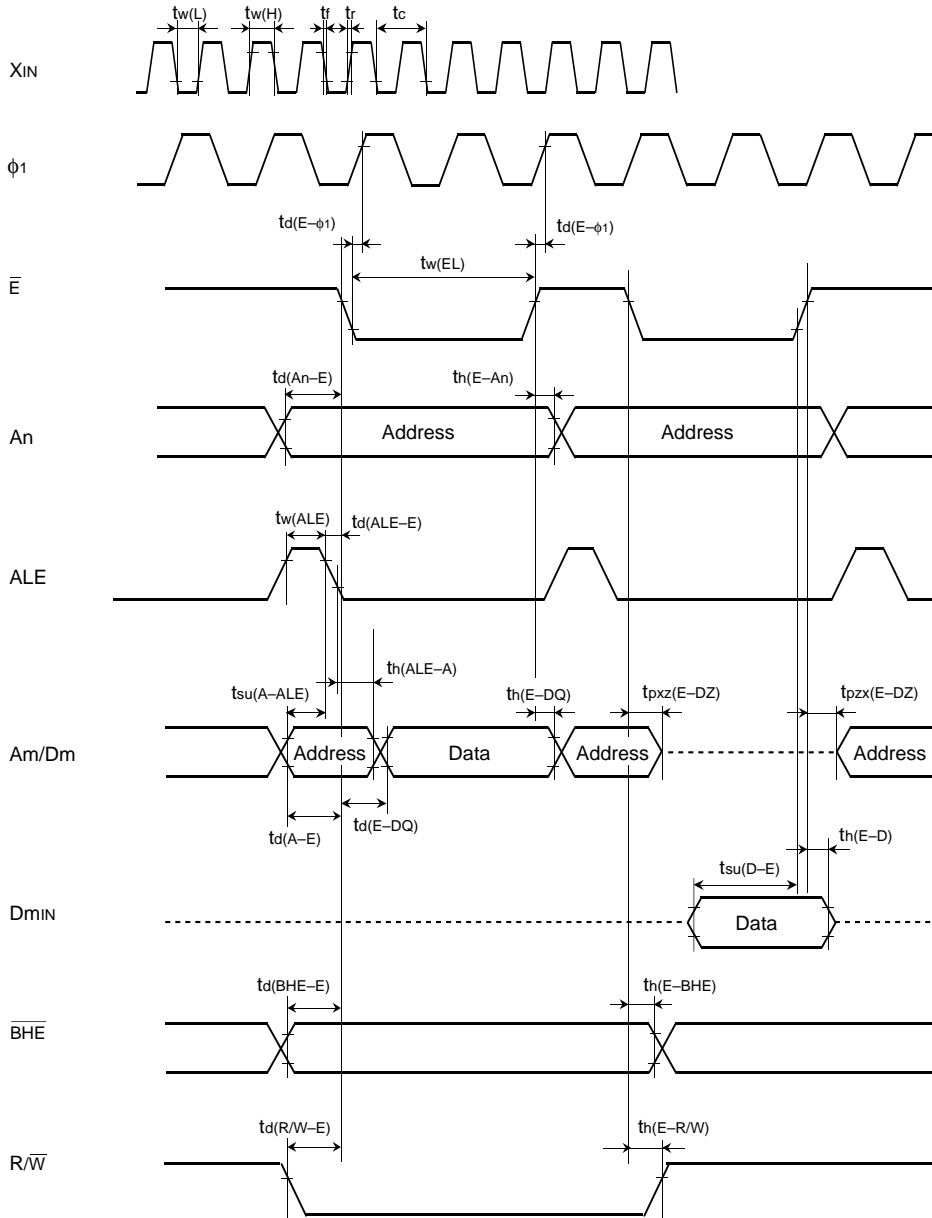 tw(L) tw(H) tf tr tc
XIN
ϕ1
td(E–ϕ1) td(E–ϕ1)
tw(EL)
E̅
td(An–E) th(E–An)
An Address Address
tw(ALE) td(ALE–E)
ALE
th(ALE–A)
tsu(A–ALE) th(E–DQ) tpxz(E–DZ) tpzx(E–DZ)
Am/Dm Address Data Address Address
td(A–E) td(E–DQ)
th(E–D)
tsu(D–E)
DmIN Data
td(BHE–E) th(E–BHE)
B̅H̅E̅
td(R/W–E) th(E–R/W)
R/W̅